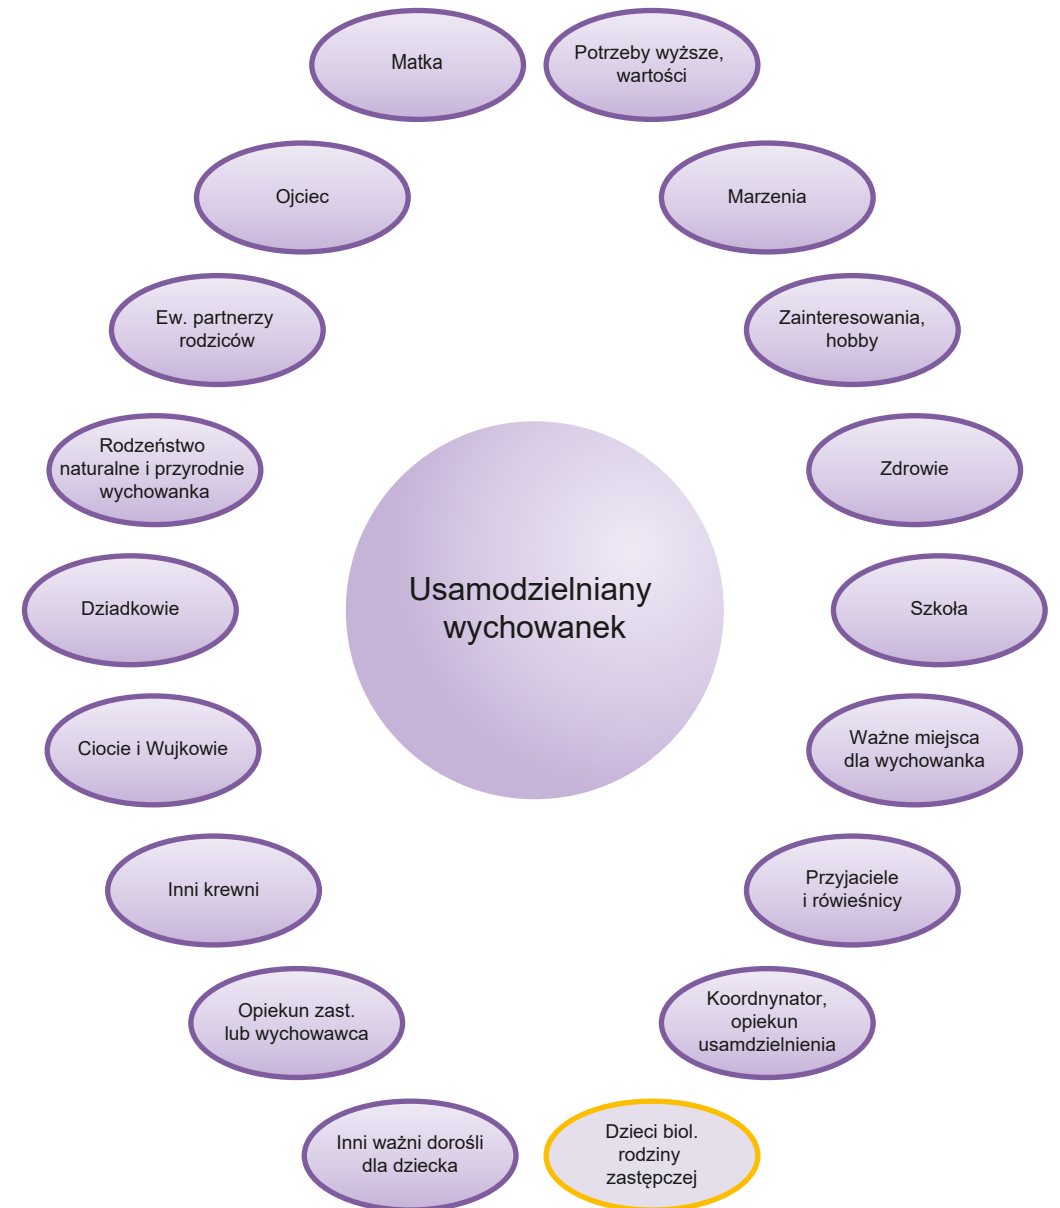 Matka
Potrzeby wyższe,
wartości
Ojciec
Marzenia
Ew. partnerzy
rodziców
Zainteresowania,
hobby
Rodzeństwo
naturalne i przyrodnie
wychowanka
Zdrowie
Usamodzielniany
wychowanek
Dziadkowie
Szkoła
Ciocie i Wujkowie
Ważne miejsca
dla wychowanka
Inni krewni
Przyjaciele
i rówieśnicy
Opiekun zast.
lub wychowawca
Koordnynator,
opiekun
usamdzielnienia
Inni ważni dorośli
dla dziecka
Dzieci biol.
rodziny
zastępczej